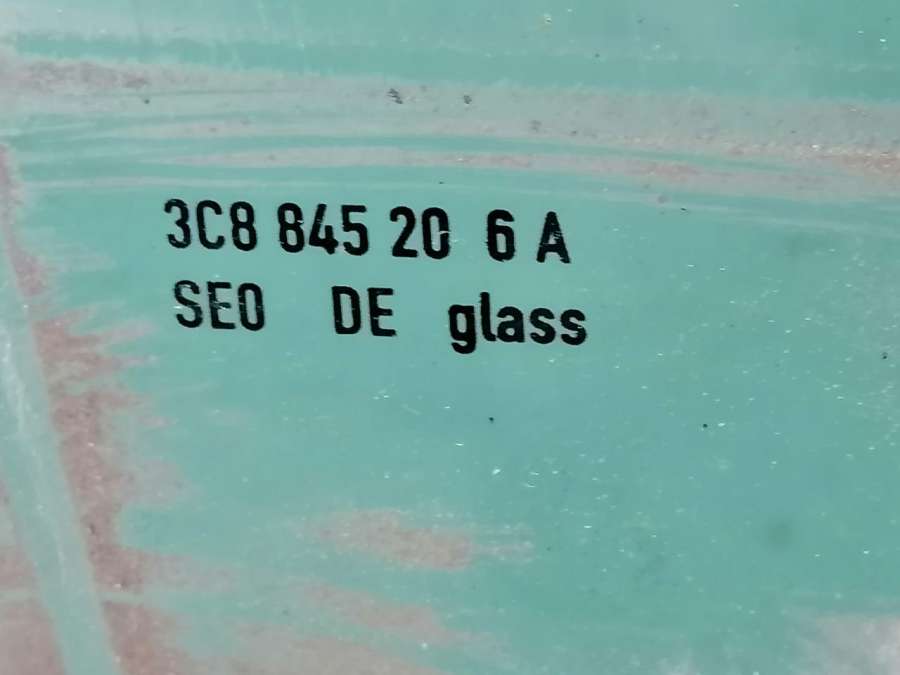 3C8 845 20 6 A
SEO DE glass